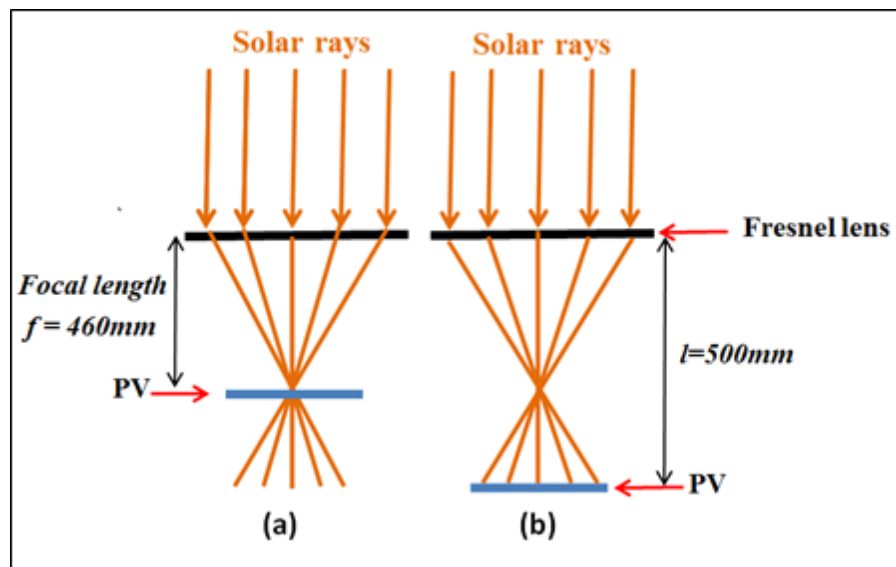 Solar rays
Solar rays
Fresnel lens
Focal length
f = 460mm
l=500mm
PV
PV
(a)
(b)